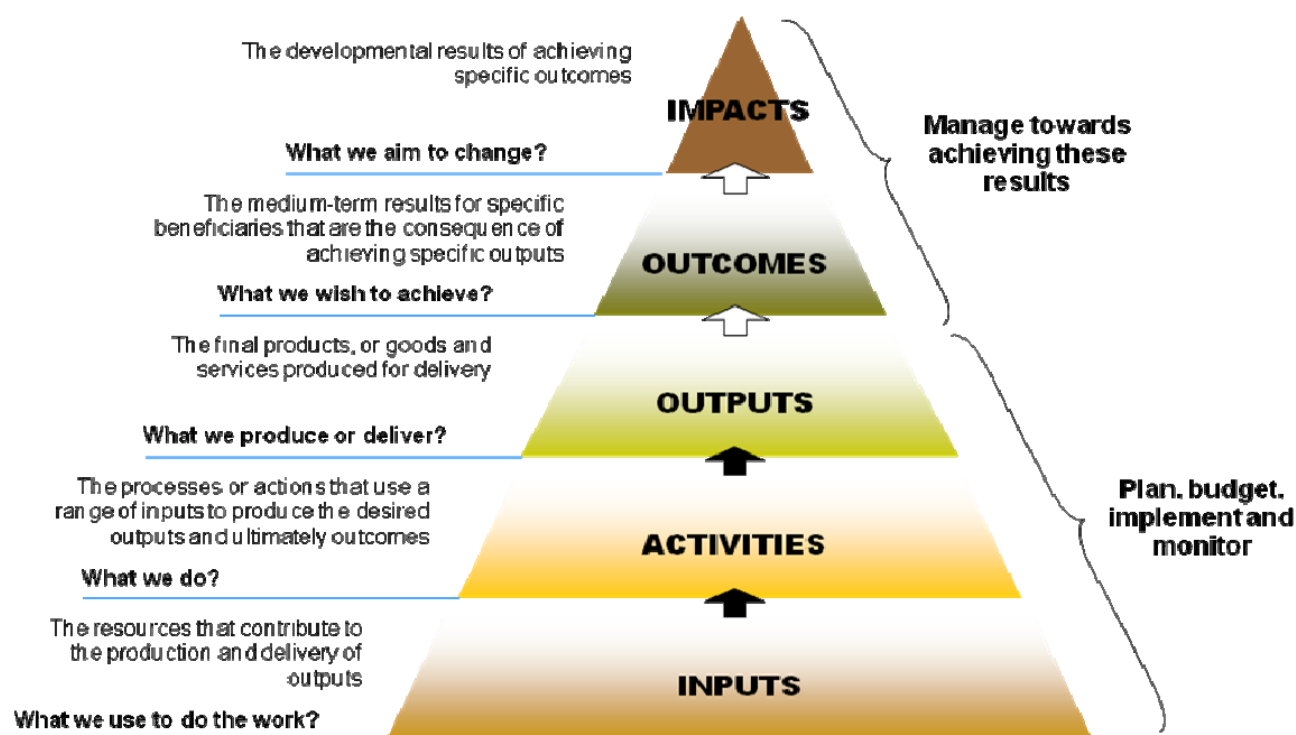 The developmental results of achieving
specific outcomes
IMPACTS
What we aim to change?
Manage towards
achieving these
results
The medium-term results for specific
beneficiaries that are the consequence of
achieving specific outputs
OUTCOMES
What we wish to achieve?
The final products, or goods and
services produced for delivery
OUTPUTS
What we produce or deliver?
The processes or actions that use a
range of inputs to produce the desired
outputs and ultimately outcomes
ACTIVITIES
What we do?
Plan, budget,
implement and
monitor
The resources that contribute to
the production and delivery of
outputs
INPUTS
What we use to do the work?